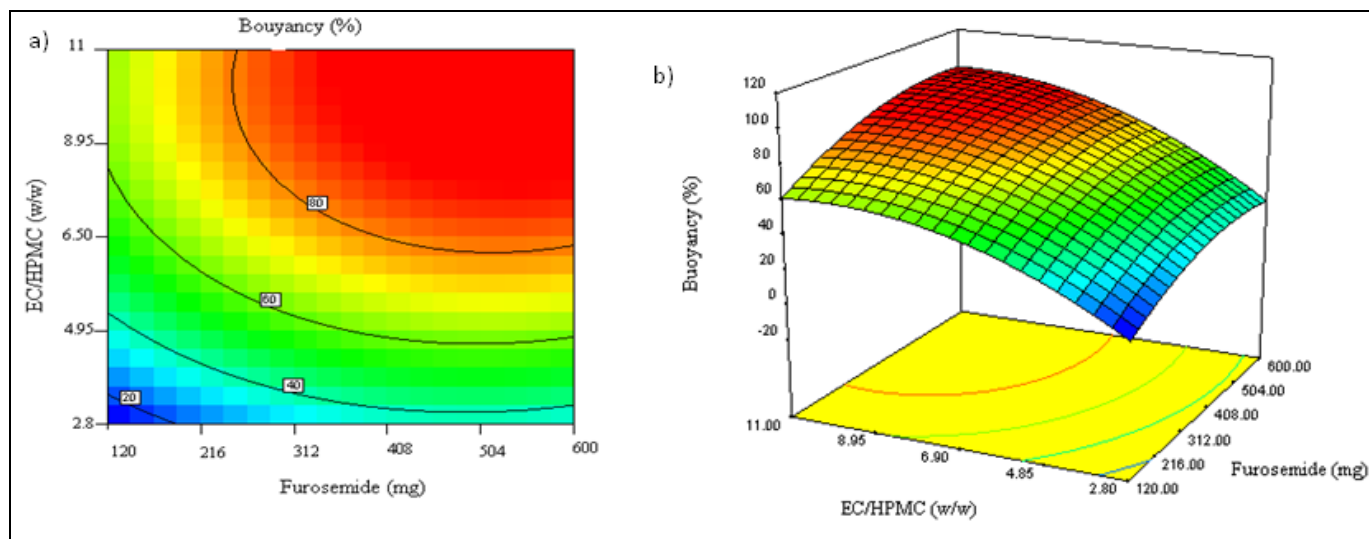 a)
Bouyancy (%)
11
8.95
6.50
4.95
2.8
EC/HPMC (w/w)
80
60
40
20
120 216 312 408 504 600
Furosemide (mg)
b)
120
100
80
60
40
20
0
-20
Buoyancy (%)
11.00 8.95 6.90 4.85 2.80
EC/HPMC (w/w)
120.00 216.00 312.00 408.00 504.00 600.00
Furosemide (mg)